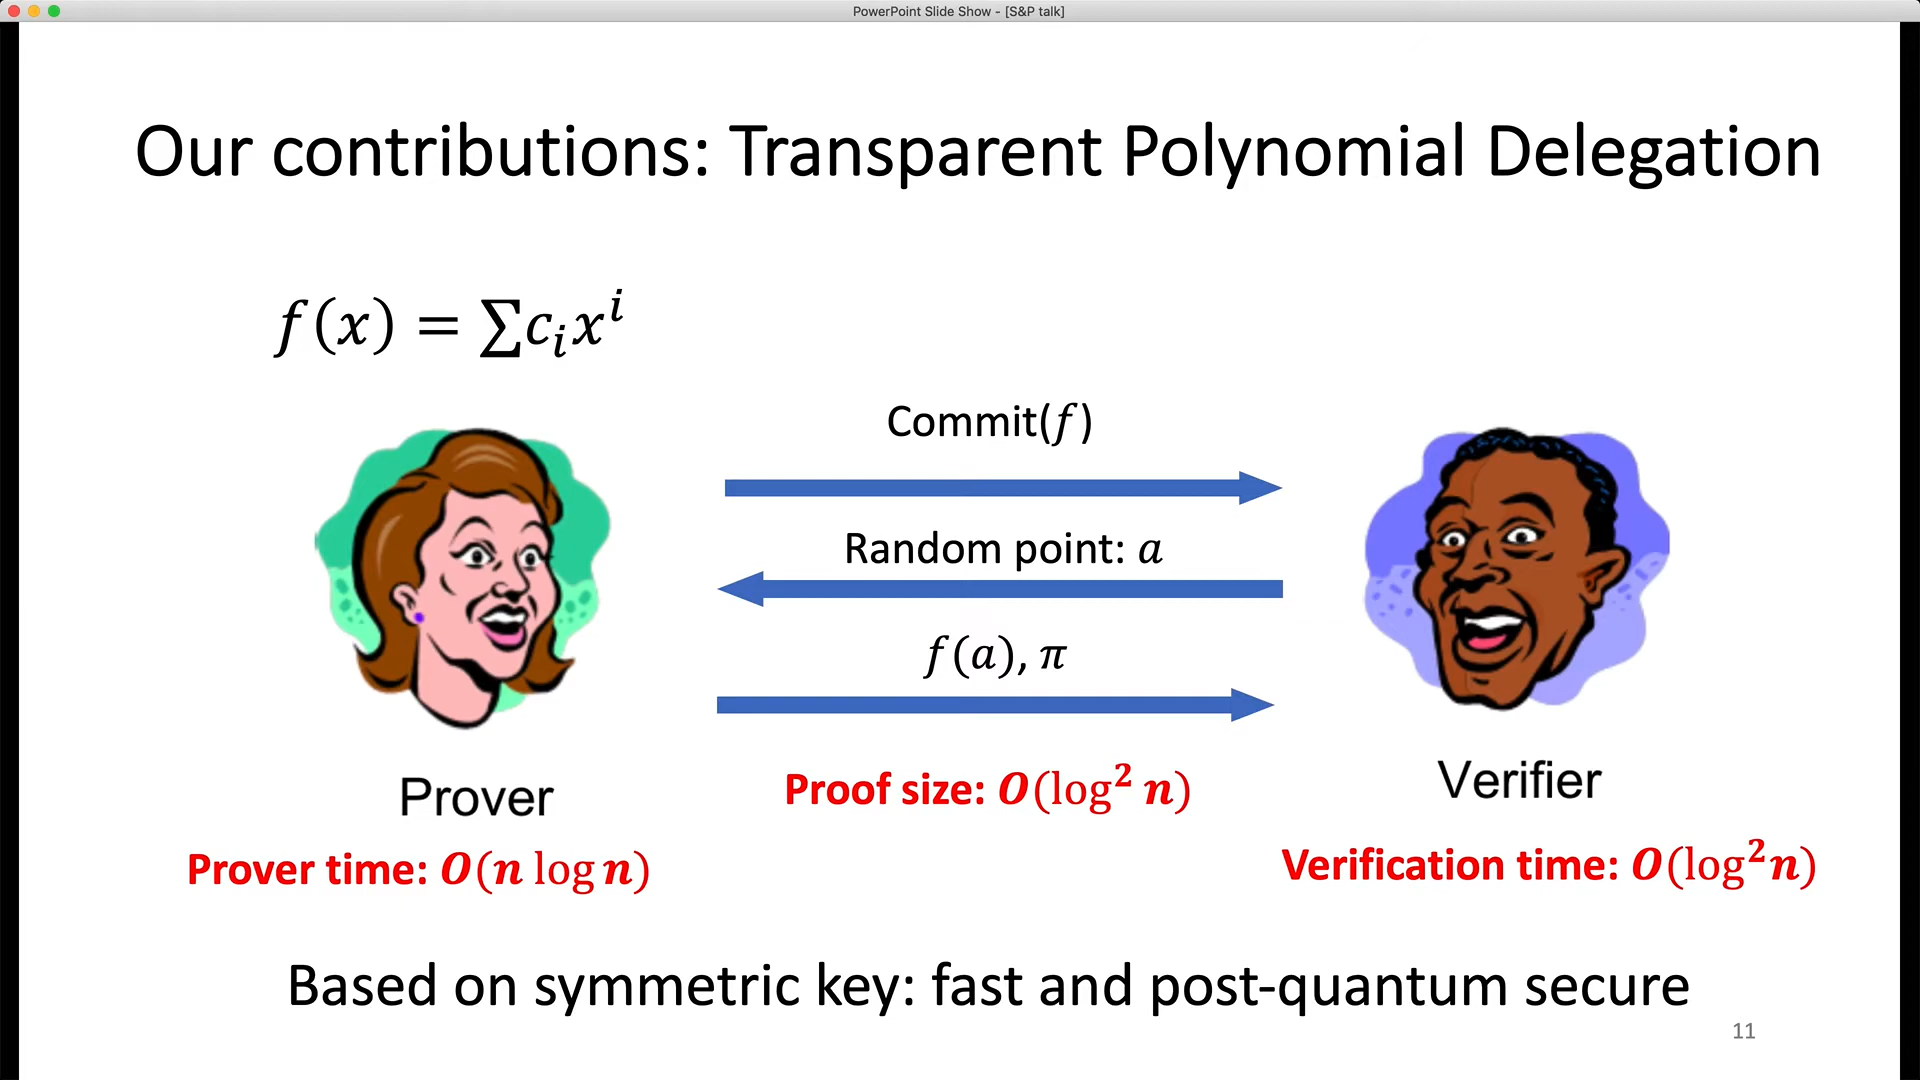 PowerPoint Slide Show - [S&P talk]
Our contributions: Transparent Polynomial Delegation
f(x) = ∑cᵢxⁱ
Commit(f)
Random point: a
f(a), π
Prover
Proof size: O(log² n)
Verifier
Prover time: O(n log n)
Verification time: O(log²n)
Based on symmetric key: fast and post-quantum secure
11